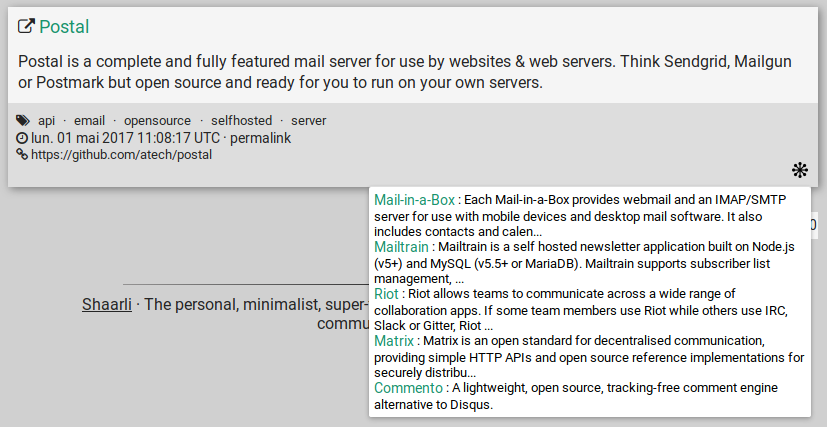 Postal
Postal is a complete and fully featured mail server for use by websites & web servers. Think Sendgrid, Mailgun
or Postmark but open source and ready for you to run on your own servers.
api · email · opensource · selfhosted · server
lun. 01 mai 2017 11:08:17 UTC · permalink
https://github.com/atech/postal
Mail-in-a-Box : Each Mail-in-a-Box provides webmail and an IMAP/SMTP
server for use with mobile devices and desktop mail software. It also
includes contacts and calen...
Mailtrain : Mailtrain is a self hosted newsletter application built on Node.js
(v5+) and MySQL (v5.5+ or MariaDB). Mailtrain supports subscriber list
management, ...
Riot : Riot allows teams to communicate across a wide range of
collaboration apps. If some team members use Riot while others use IRC,
Slack or Gitter, Riot ...
Matrix : Matrix is an open standard for decentralised communication,
providing simple HTTP APIs and open source reference implementations for
securely distribu...
Commento : A lightweight, open source, tracking-free comment engine
alternative to Disqus.
0
Shaarli · The personal, minimalist, super-
commu